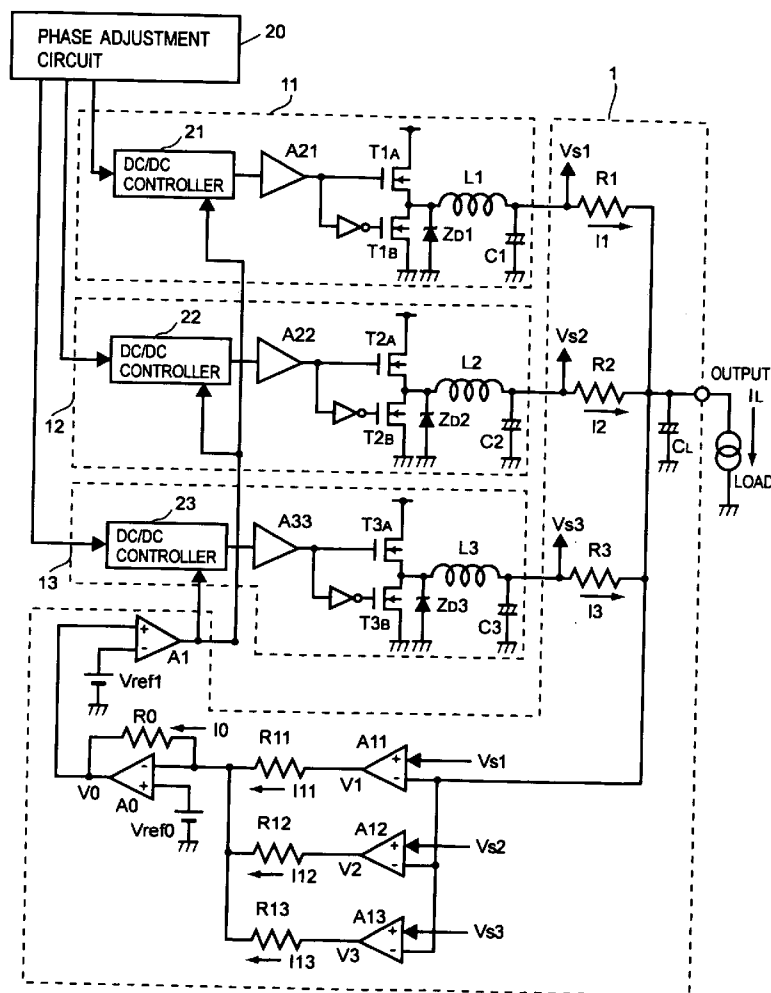 PHASE ADJUSTMENT
CIRCUIT
20
11
1
21
DC/DC
CONTROLLER
A21
T1A
T1B
ZD1
L1
C1
Vs1
R1
I1
22
DC/DC
CONTROLLER
A22
T2A
T2B
ZD2
L2
C2
Vs2
R2
I2
12
OUTPUT
IL
CL
LOAD
23
DC/DC
CONTROLLER
A33
T3A
T3B
ZD3
L3
C3
Vs3
R3
I3
13
+
-
A1
Vref1
R0
I0
-
+
V0
A0
Vref0
R11
I11
A11
+
-
V1
Vs1
R12
I12
A12
+
-
V2
Vs2
R13
I13
A13
+
-
V3
Vs3